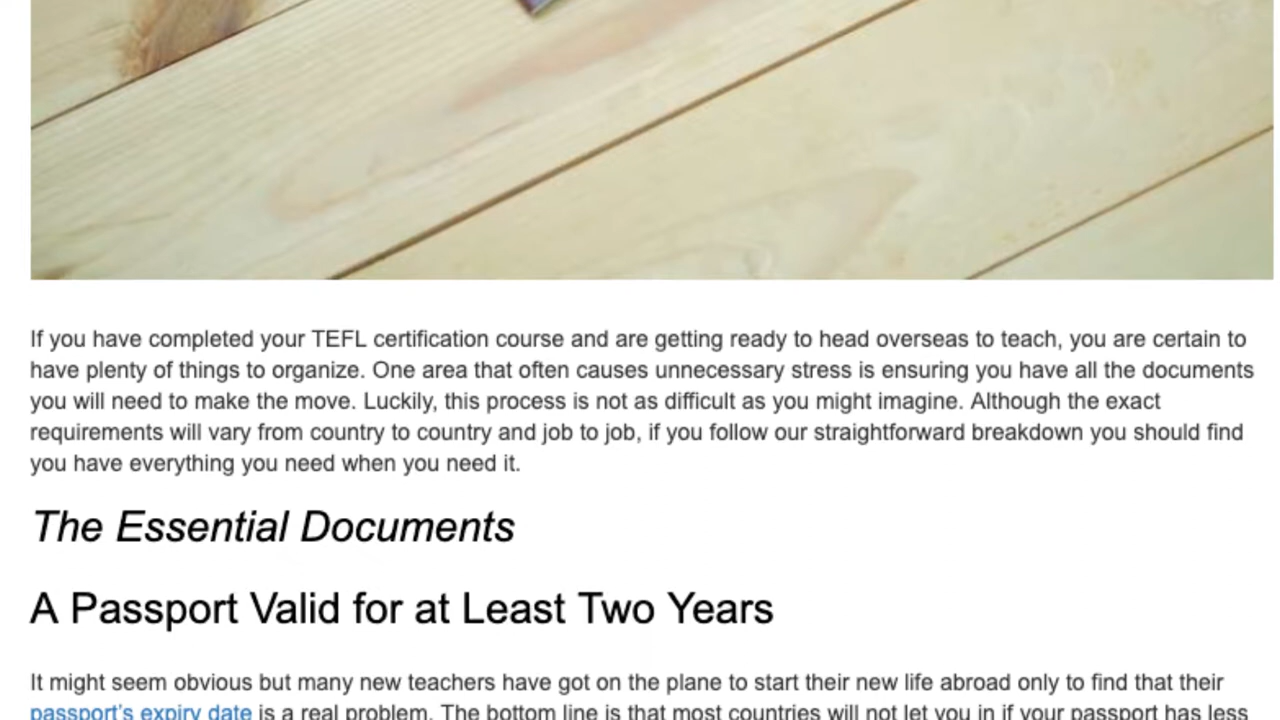 If you have completed your TEFL certification course and are getting ready to head overseas to teach, you are certain to
have plenty of things to organize. One area that often causes unnecessary stress is ensuring you have all the documents
you will need to make the move. Luckily, this process is not as difficult as you might imagine. Although the exact
requirements will vary from country to country and job to job, if you follow our straightforward breakdown you should find
you have everything you need when you need it.
The Essential Documents
A Passport Valid for at Least Two Years
It might seem obvious but many new teachers have got on the plane to start their new life abroad only to find that their
passport's expiry date is a real problem. The bottom line is that most countries will not let you in if your passport has less